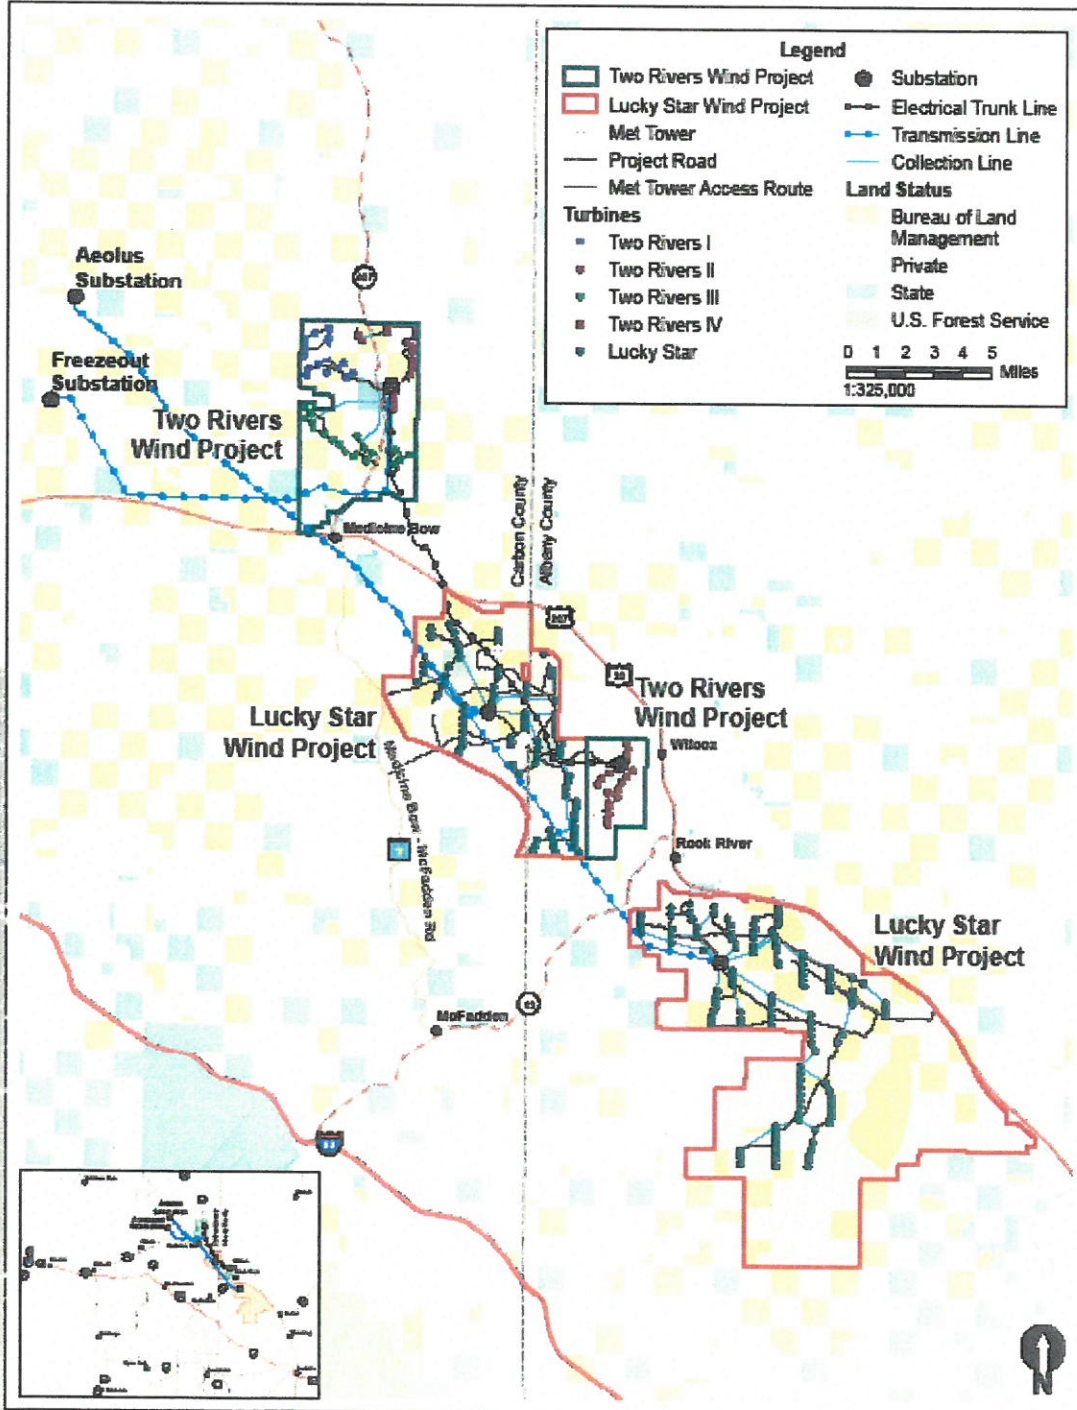 Legend
Two Rivers Wind Project
Lucky Star Wind Project
Met Tower
Project Road
Met Tower Access Route
Turbines
Two Rivers I
Two Rivers II
Two Rivers III
Two Rivers IV
Lucky Star
Substation
Electrical Trunk Line
Transmission Line
Collection Line
Land Status
Bureau of Land
Management
Private
State
U.S. Forest Service
0 1 2 3 4 5
Miles
1:325,000
Aeolus
Substation
Freezeout
Substation
Two Rivers
Wind Project
Medicine Bow
Carbon County
Albany County
Two Rivers
Wind Project
Lucky Star
Wind Project
Wilcox
Medicine Bow - McFadden Rd
Rock River
Lucky Star
Wind Project
McFadden
13
N